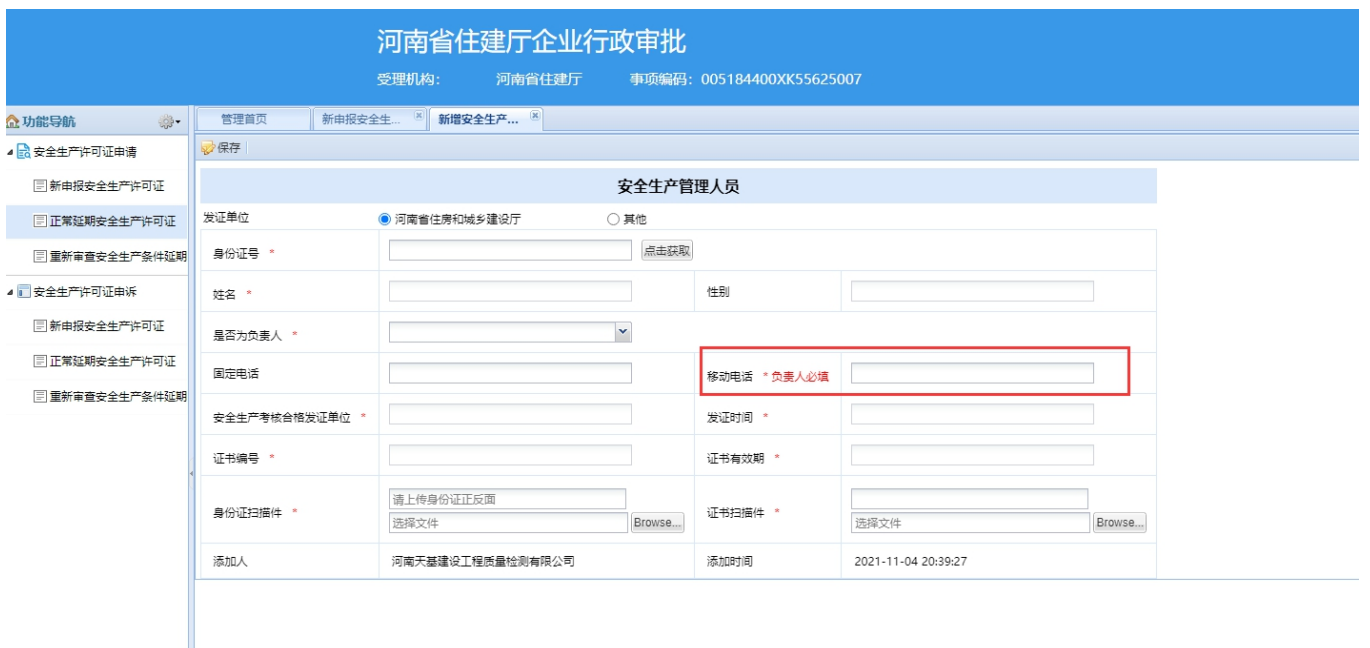 河南省住建厅企业行政审批
受理机构: 河南省住建厅 事项编码: 005184400XK55625007
功能导航
管理首页 新申报安全生... 新增安全生产...
保存
安全生产许可证申请
新申报安全生产许可证
正常延期安全生产许可证
重新审查安全生产条件延期
安全生产许可证申诉
新申报安全生产许可证
正常延期安全生产许可证
重新审查安全生产条件延期
安全生产管理人员
发证单位 河南省住房和城乡建设厅 其他
身份证号 * 点击获取
姓名 * 性别
是否为负责人 *
固定电话 移动电话 *负责人必填
安全生产考核合格发证单位 * 发证时间 *
证书编号 * 证书有效期 *
身份证扫描件 * 请上传身份证正反面 证书扫描件 *
选择文件 Browse... 选择文件 Browse...
添加人 河南天基建设工程质量检测有限公司 添加时间 2021-11-04 20:39:27